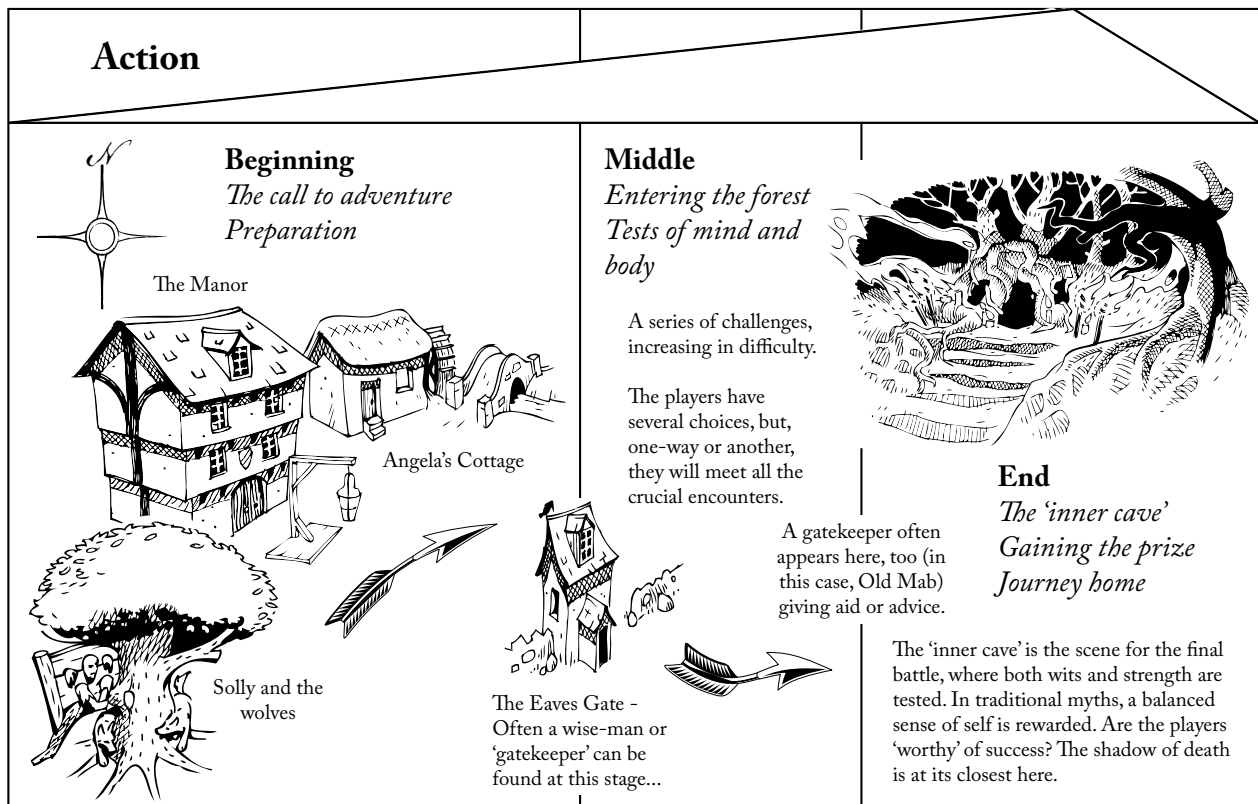 Action
Beginning
The call to adventure
Preparation
N
The Manor
Angela’s Cottage
Solly and the
wolves
The Eaves Gate -
Often a wise-man or
‘gatekeeper’ can be
found at this stage...
Middle
Entering the forest
Tests of mind and
body
A series of challenges,
increasing in difficulty.
The players have
several choices, but,
one-way or another,
they will meet all the
crucial encounters.
A gatekeeper often
appears here, too (in
this case, Old Mab)
giving aid or advice.
End
The ‘inner cave’
Gaining the prize
Journey home
The ‘inner cave’ is the scene for the final
battle, where both wits and strength are
tested. In traditional myths, a balanced
sense of self is rewarded. Are the players
‘worthy’ of success? The shadow of death
is at its closest here.